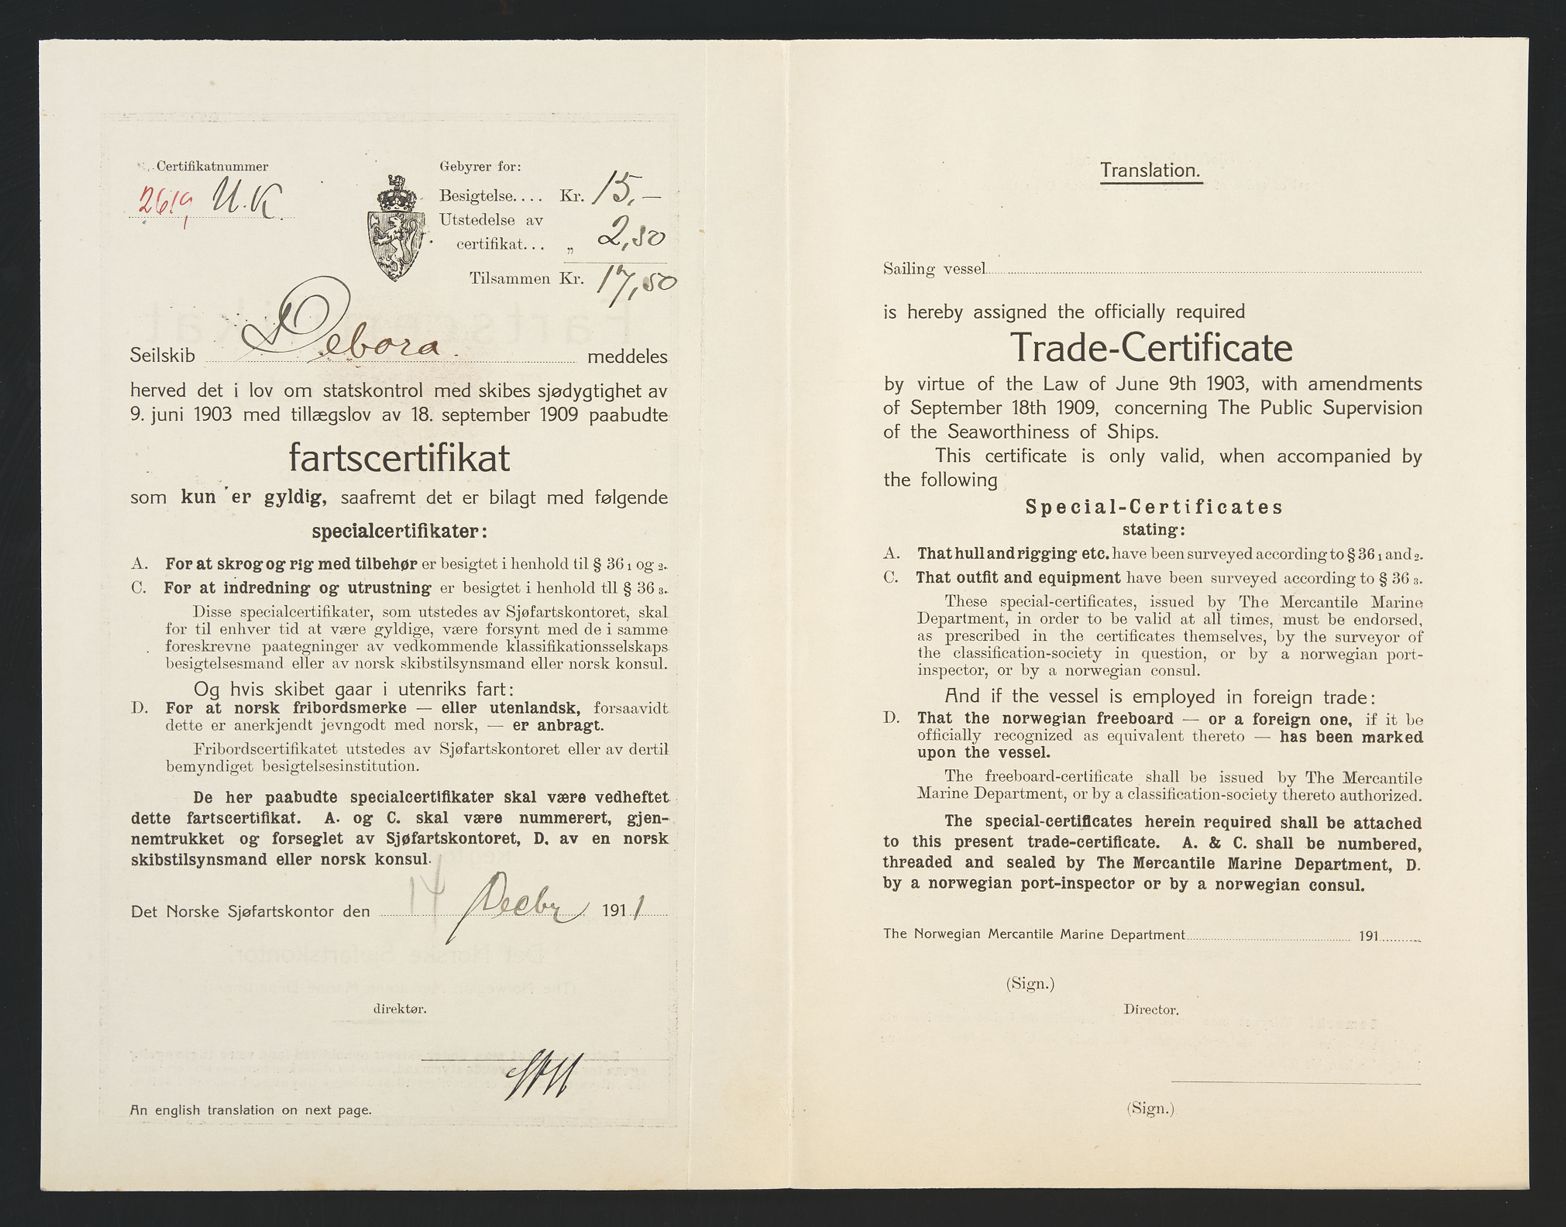 Certifikatnummer
2619 U.K.
Gebyrer for:
Besigtelse.... Kr. 15,—
Utstedelse av
certifikat... „ 2,50
Tilsammen Kr. 17,50
Seilskib Debora. meddeles
herved det i lov om statskontrol med skibes sjødygtighet av
9. juni 1903 med tillægslov av 18. september 1909 paabudte
fartscertifikat
som kun er gyldig, saafremt det er bilagt med følgende
specialcertifikater:
A. For at skrog og rig med tilbehør er besigtet i henhold til § 36 1 og 2.
C. For at indredning og utrustning er besigtet i henhold tll § 36 3.
Disse specialcertifikater, som utstedes av Sjøfartskontoret, skal
for til enhver tid at være gyldige, være forsynt med de i samme
foreskrevne paategninger av vedkommende klassifikationsselskaps
besigtelsesmand eller av norsk skibstilsynsmand eller norsk konsul.
Og hvis skibet gaar i utenriks fart:
D. For at norsk fribordsmerke — eller utenlandsk, forsaavidt
dette er anerkjendt jevngodt med norsk, — er anbragt.
Fribordscertifikatet utstedes av Sjøfartskontoret eller av dertil
bemyndiget besigtelsesinstitution.
De her paabudte specialcertifikater skal være vedheftet
dette fartscertifikat. A. og C. skal være nummerert, gjen-
nemtrukket og forseglet av Sjøfartskontoret, D. av en norsk
skibstilsynsmand eller norsk konsul.
Det Norske Sjøfartskontor den 14 Decbr 1911
direktør.
An english translation on next page.
Translation.
Sailing vessel
is hereby assigned the officially required
Trade-Certificate
by virtue of the Law of June 9th 1903, with amendments
of September 18th 1909, concerning The Public Supervision
of the Seaworthiness of Ships.
This certificate is only valid, when accompanied by
the following
Special-Certificates
stating:
A. That hull and rigging etc. have been surveyed according to § 36 1 and 2.
C. That outfit and equipment have been surveyed according to § 36 3.
These special-certificates, issued by The Mercantile Marine
Department, in order to be valid at all times, must be endorsed,
as prescribed in the certificates themselves, by the surveyor of
the classification-society in question, or by a norwegian port-
inspector, or by a norwegian consul.
And if the vessel is employed in foreign trade:
D. That the norwegian freeboard — or a foreign one, if it be
officially recognized as equivalent thereto — has been marked
upon the vessel.
The freeboard-certificate shall be issued by The Mercantile
Marine Department, or by a classification-society thereto authorized.
The special-certificates herein required shall be attached
to this present trade-certificate. A. & C. shall be numbered,
threaded and sealed by The Mercantile Marine Department, D.
by a norwegian port-inspector or by a norwegian consul.
The Norwegian Mercantile Marine Department 191
(Sign.)
Director.
(Sign.)